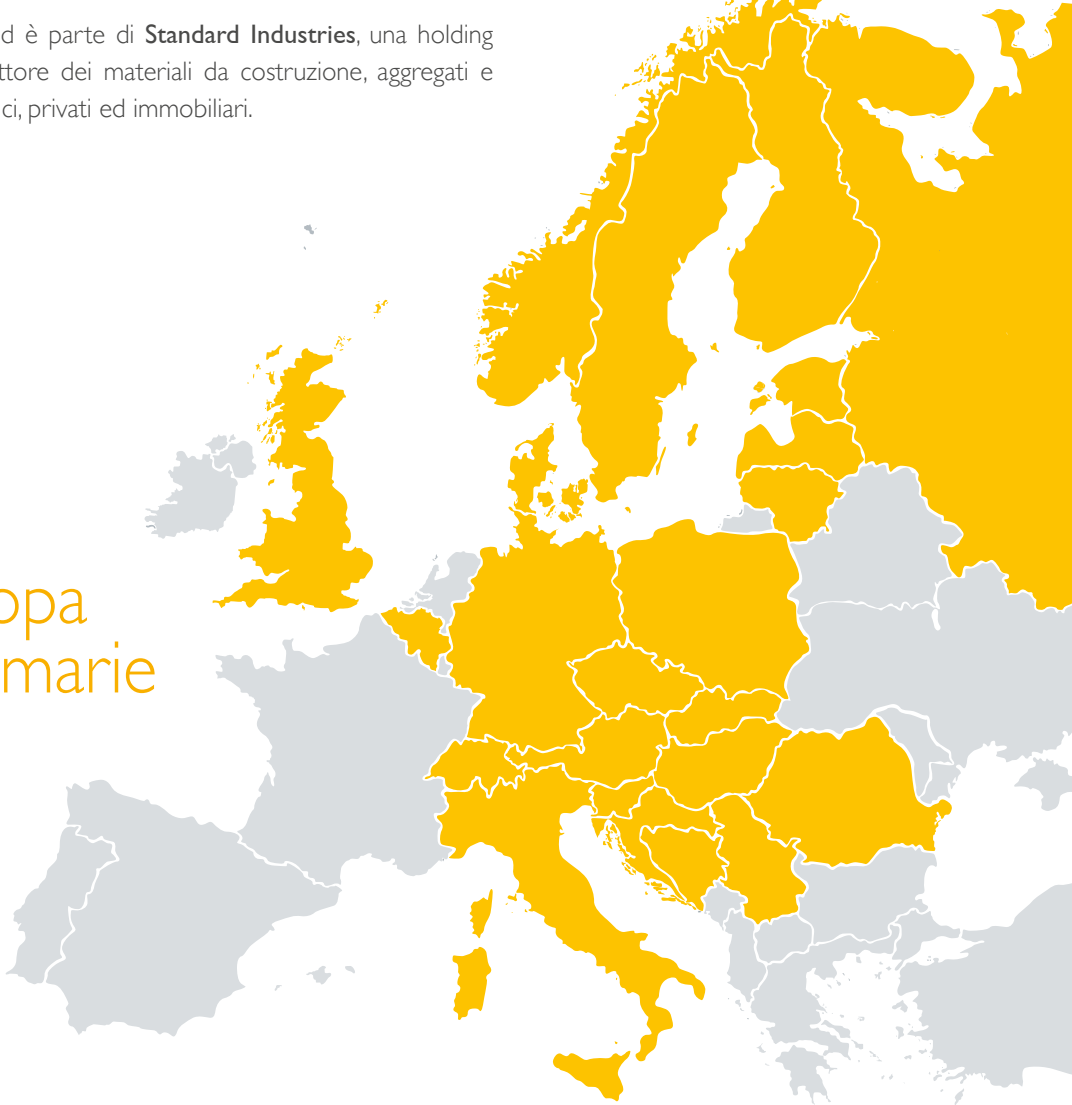 d è parte di Standard Industries, una holding
ttore dei materiali da costruzione, aggregati e
ci, privati ed immobiliari.
opa
marie